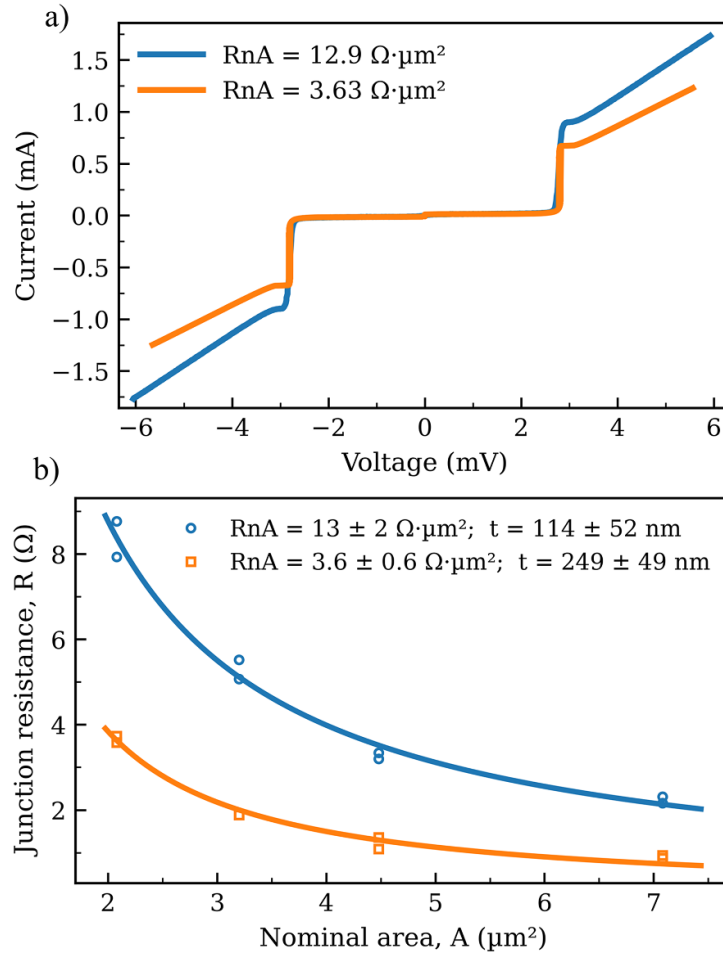 a)
RnA = 12.9 Ω·µm²
RnA = 3.63 Ω·µm²
Current (mA)
1.5
1.0
0.5
0.0
−0.5
−1.0
−1.5
−6 −4 −2 0 2 4 6
Voltage (mV)
b)
RnA = 13 ± 2 Ω·µm²; t = 114 ± 52 nm
RnA = 3.6 ± 0.6 Ω·µm²; t = 249 ± 49 nm
Junction resistance, R (Ω)
8
6
4
2
2 3 4 5 6 7
Nominal area, A (µm²)